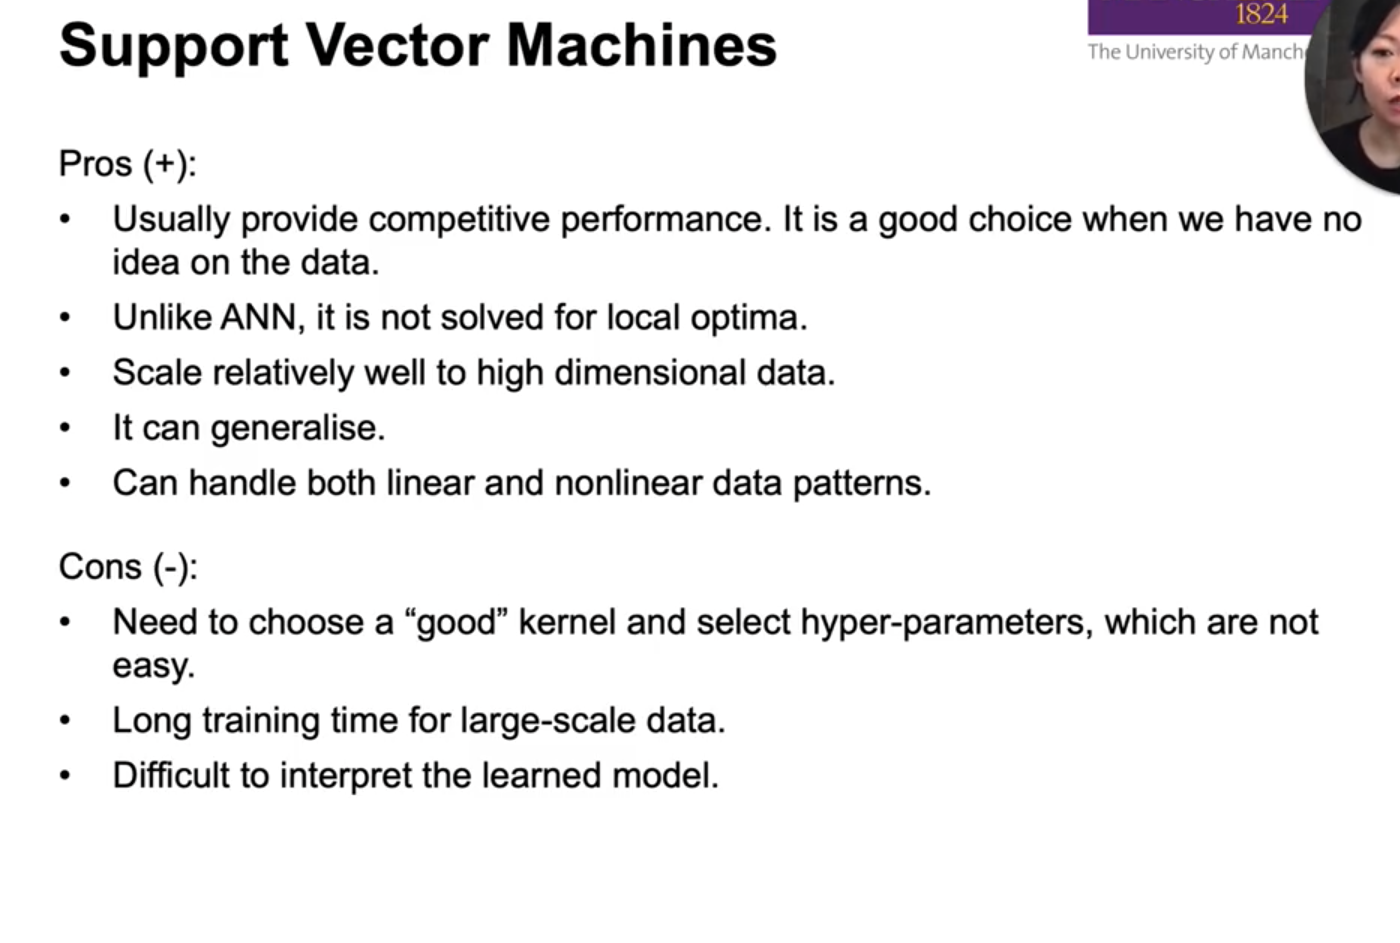 Support Vector Machines
1824
The University of Manch
Pros (+):
• Usually provide competitive performance. It is a good choice when we have no
idea on the data.
• Unlike ANN, it is not solved for local optima.
• Scale relatively well to high dimensional data.
• It can generalise.
• Can handle both linear and nonlinear data patterns.
Cons (-):
• Need to choose a “good” kernel and select hyper-parameters, which are not
easy.
• Long training time for large-scale data.
• Difficult to interpret the learned model.